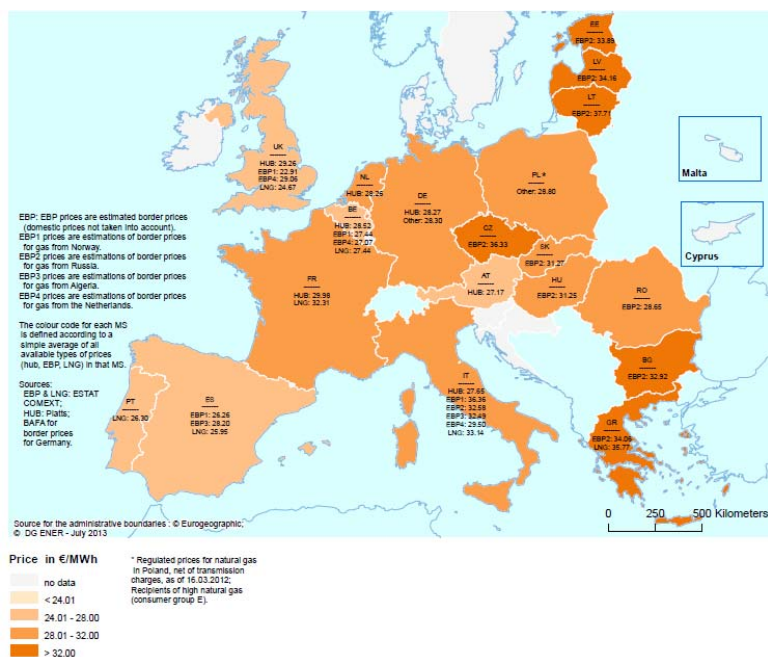 EE
EBP2: 33.99
LV
EBP2: 34.16
LT
EBP2: 37.71
Malta
Cyprus
UK
HUB: 29.26
EBP1: 22.91
EBP4: 29.06
LNG: 24.67
NL
HUB: 28.26
BE
HUB: 28.52
EBP1: 27.44
EBP4: 27.07
LNG: 27.44
DE
HUB: 28.27
Other: 28.30
PL*
Other: 28.80
CZ
EBP2: 36.33
SK
EBP2: 31.27
AT
HUB: 27.17
HU
EBP2: 31.25
RO
EBP2: 28.65
FR
HUB: 29.98
LNG: 32.31
BG
EBP2: 32.92
IT
HUB: 27.66
EBP1: 36.36
EBP2: 32.58
EBP3: 32.49
EBP4: 29.50
LNG: 33.14
PT
LNG: 26.30
ES
EBP1: 26.26
EBP3: 28.20
LNG: 25.95
GR
EBP2: 34.06
LNG: 35.77
EBP: EBP prices are estimated border prices
(domestic prices not taken into account).
EBP1 prices are estimations of border prices
for gas from Norway.
EBP2 prices are estimations of border prices
for gas from Russia.
EBP3 prices are estimations of border prices
for gas from Algeria.
EBP4 prices are estimations of border prices
for gas from the Netherlands.
The colour code for each MS
is defined according to a
simple average of all
available types of prices
(hub, EBP, LNG) in that MS.
Sources:
EBP & LNG: ESTAT
COMEXT;
HUB: Platts;
BAFA for
border prices
for Germany.
Source for the administrative boundaries : © Eurogeographic;
© DG ENER - July 2013
0 250 500 Kilometers
Price in €/MWh
no data
< 24.01
24.01 - 28.00
28.01 - 32.00
> 32.00
* Regulated prices for natural gas
in Poland, net of transmission
charges, as of 16.03.2012;
Recipients of high natural gas
(consumer group E).